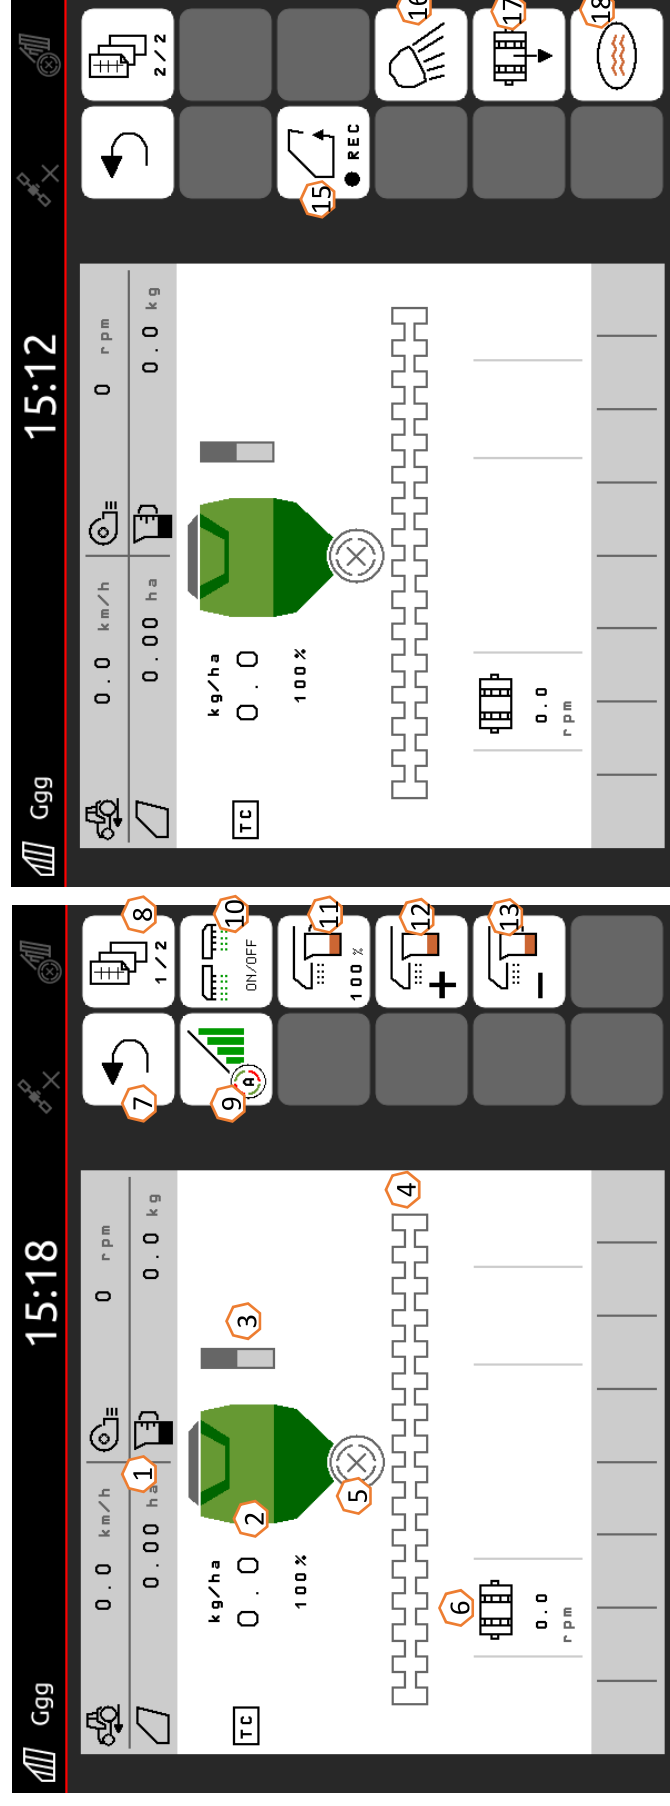 Ggg
15:18
0.0 km/h
0 rpm
0.00 ha
0.0 kg
1
kg/ha
0.0
100%
TC
2
3
4
5
6
0.0
rpm
7
8
1/2
9
A
10
ON/OFF
11
100 %
12
+
13
-
Ggg
15:12
0.0 km/h
0 rpm
0.00 ha
0.0 kg
kg/ha
0.0
100%
TC
0.0
rpm
2/2
15
REC
16
17
18